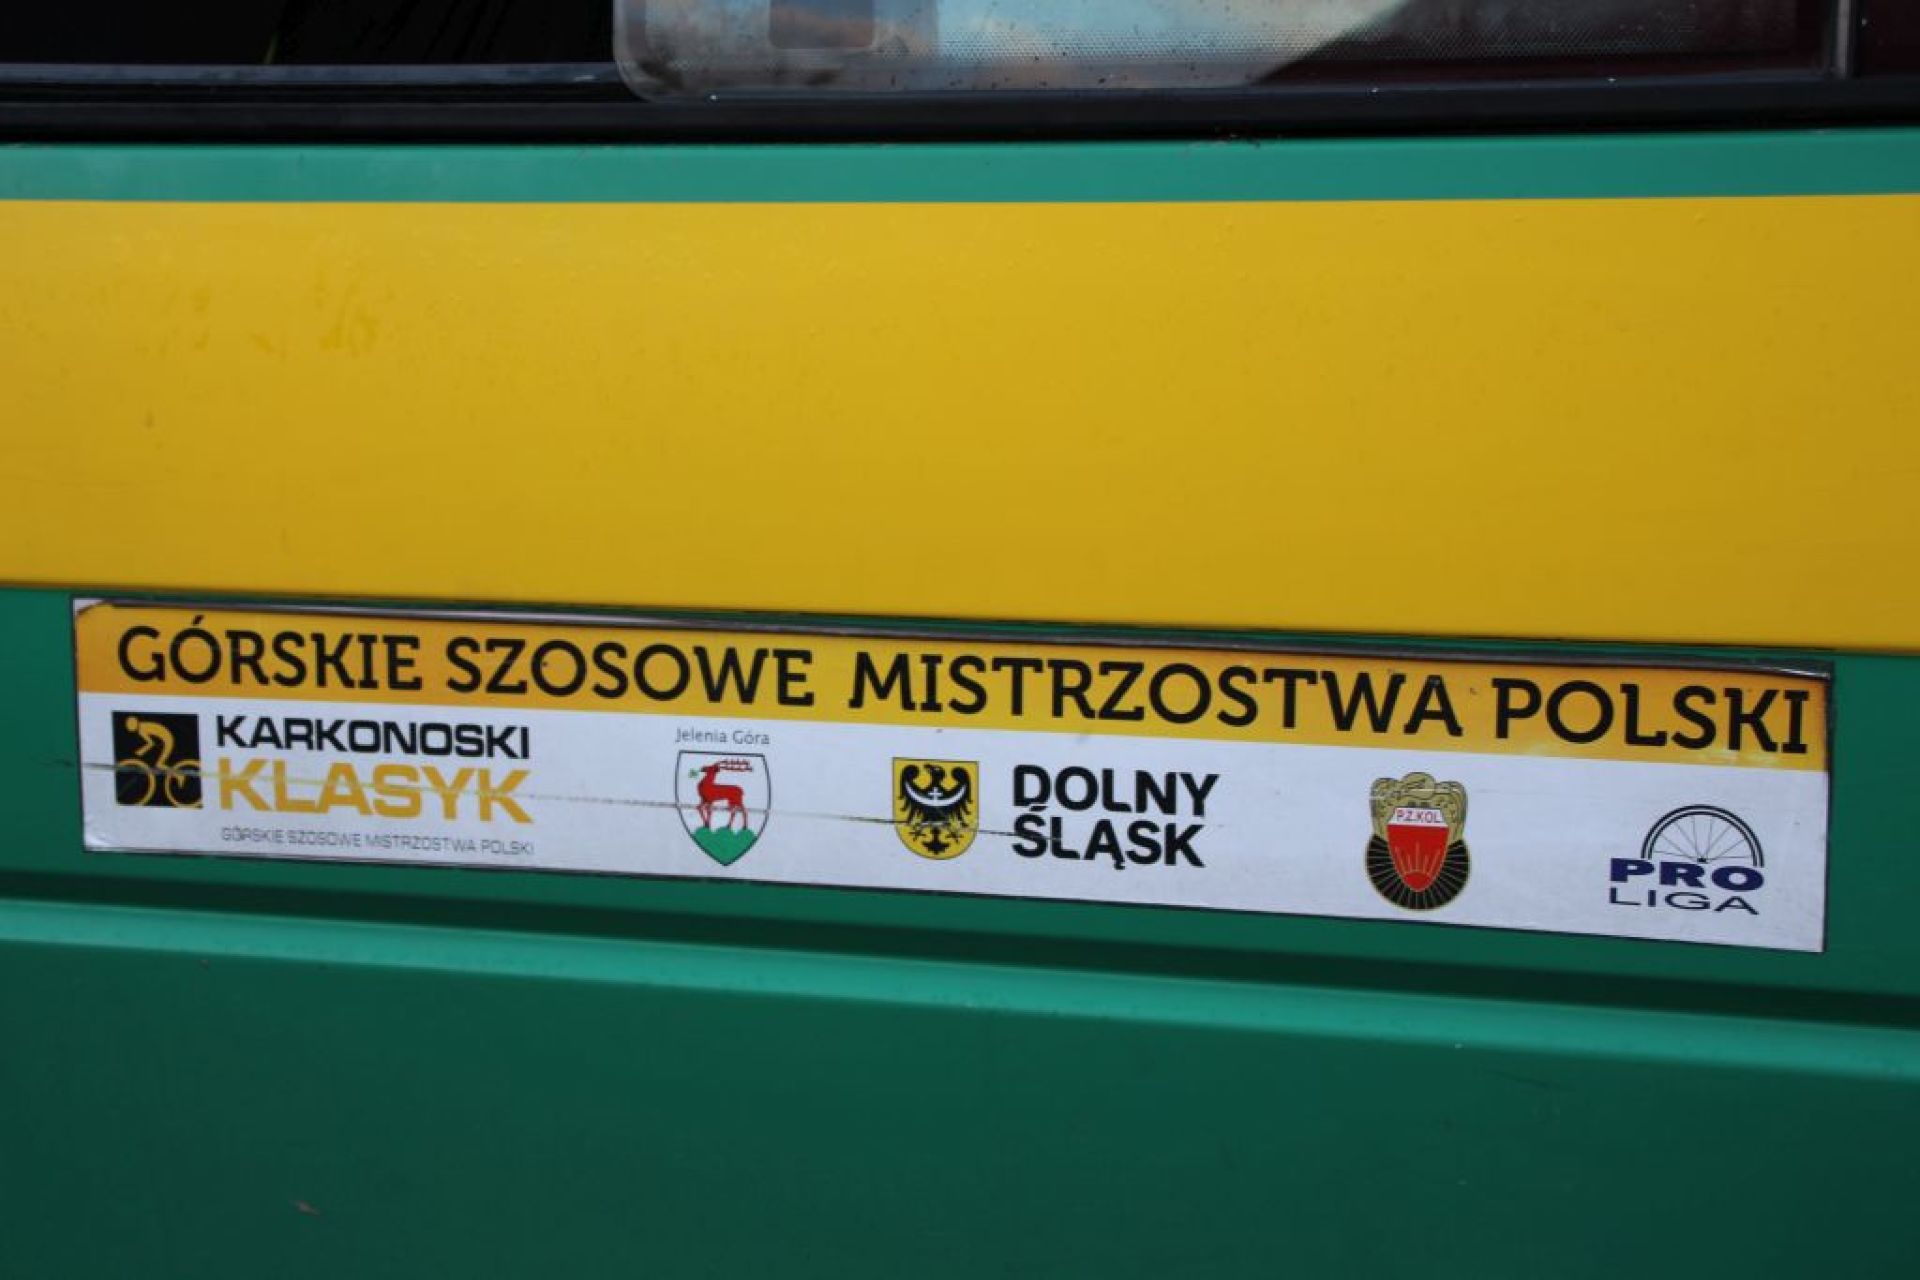 GÓRSKIE SZOSOWE MISTRZOSTWA POLSKI
KARKONOSKI
KLASYK
GÓRSKIE SZOSOWE MISTRZOSTWA POLSKI
Jelenia Góra
DOLNY
ŚLĄSK
P.Z.KOL
PRO
LIGA